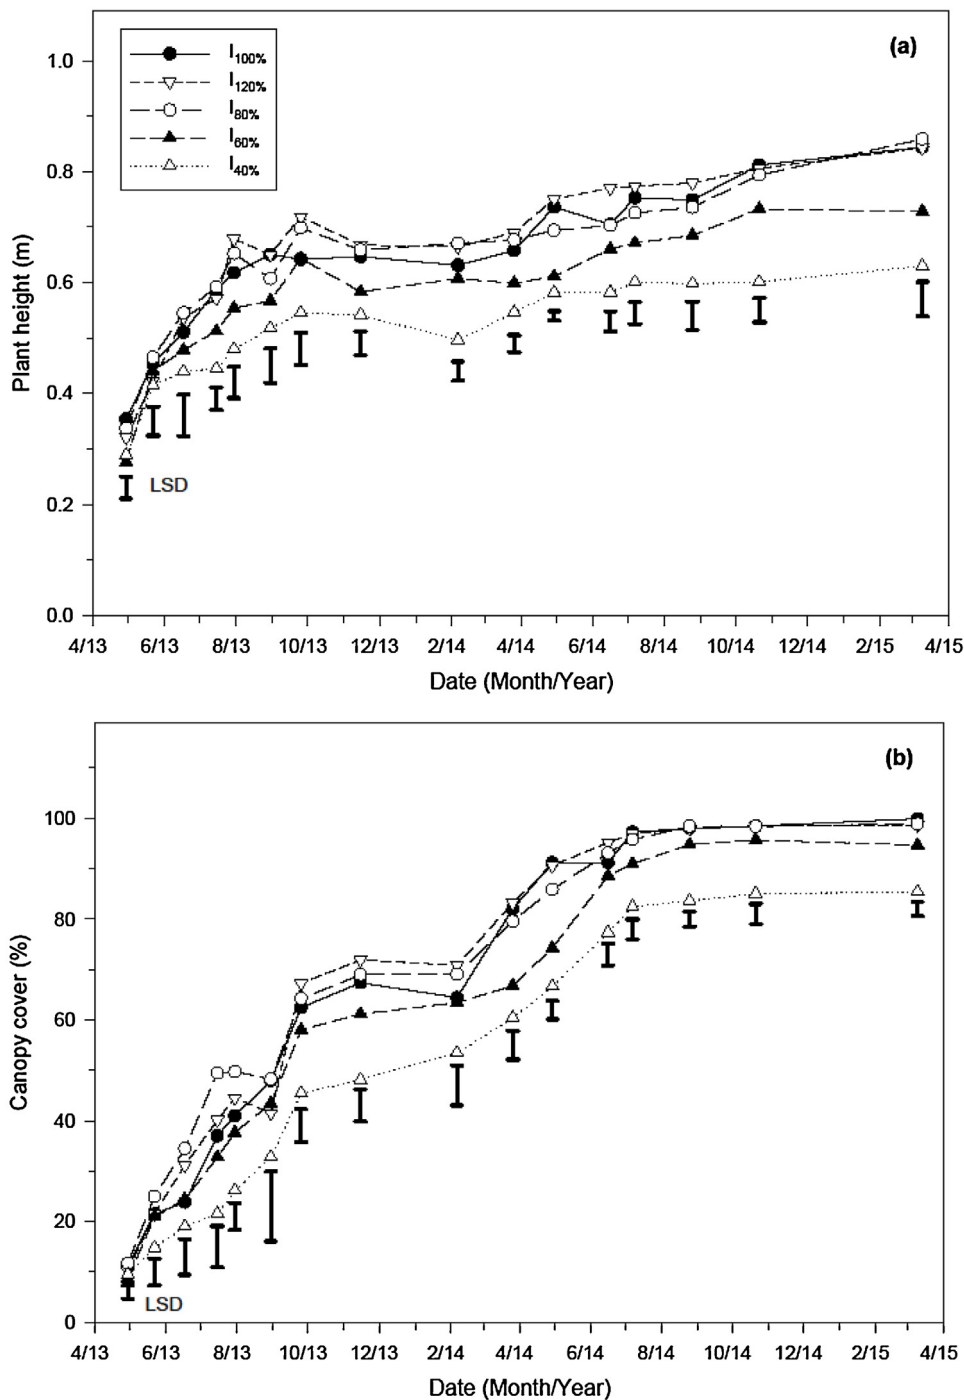 (a)
I100%
I120%
I80%
I60%
I40%
1.0
0.8
0.6
0.4
0.2
0.0
Plant height (m)
LSD
4/13 6/13 8/13 10/13 12/13 2/14 4/14 6/14 8/14 10/14 12/14 2/15 4/15
Date (Month/Year)
(b)
100
80
60
40
20
0
Canopy cover (%)
LSD
4/13 6/13 8/13 10/13 12/13 2/14 4/14 6/14 8/14 10/14 12/14 2/15 4/15
Date (Month/Year)